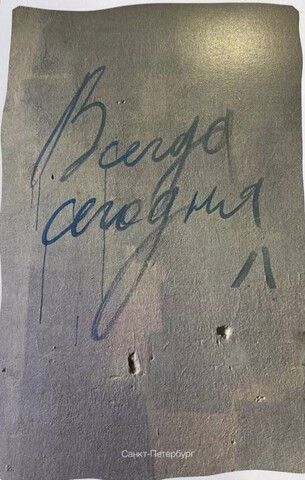 Всегда
сегодня
Л
Санкт-Петербург